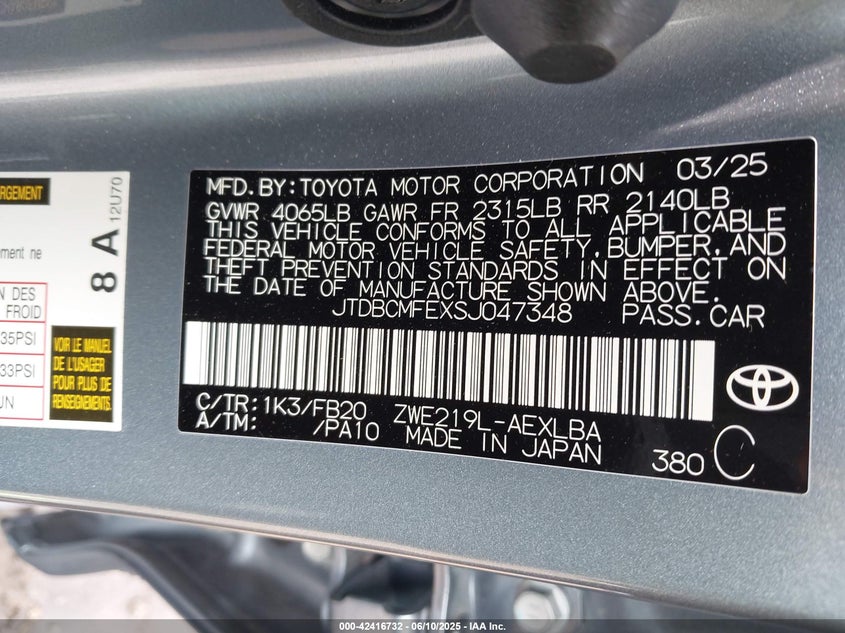 MFD. BY: TOYOTA MOTOR CORPORATION 03/25
GVWR 4065LB GAWR FR 2315LB RR 2140LB
THIS VEHICLE CONFORMS TO ALL APPLICABLE
FEDERAL MOTOR VEHICLE SAFETY, BUMPER, AND
THEFT PREVENTION STANDARDS IN EFFECT ON
THE DATE OF MANUFACTURE SHOWN ABOVE.
JTDBCMFEXSJ047348 PASS.CAR
C/TR: 1K3/FB20 ZWE219L-AEXLBA
A/TM: /PA10 MADE IN JAPAN
380 C
8 A 12U70
DES
FROID
35PSI
33PSI
VOIR LE MANUEL
DE L'USAGER
POUR PLUS DE
RENSEIGNEMENTS
000-42416732 - 06/10/2025 - IAA Inc.